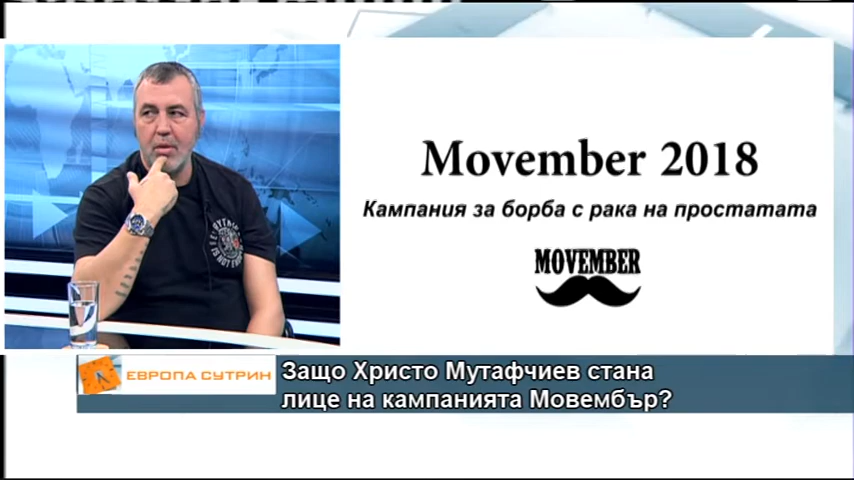 Movember 2018
Кампания за борба с рака на простатата
MOVEMBER
ЕВРОПА СУТРИН
Защо Христо Мутафчиев стана
лице на кампанията Мовембър?